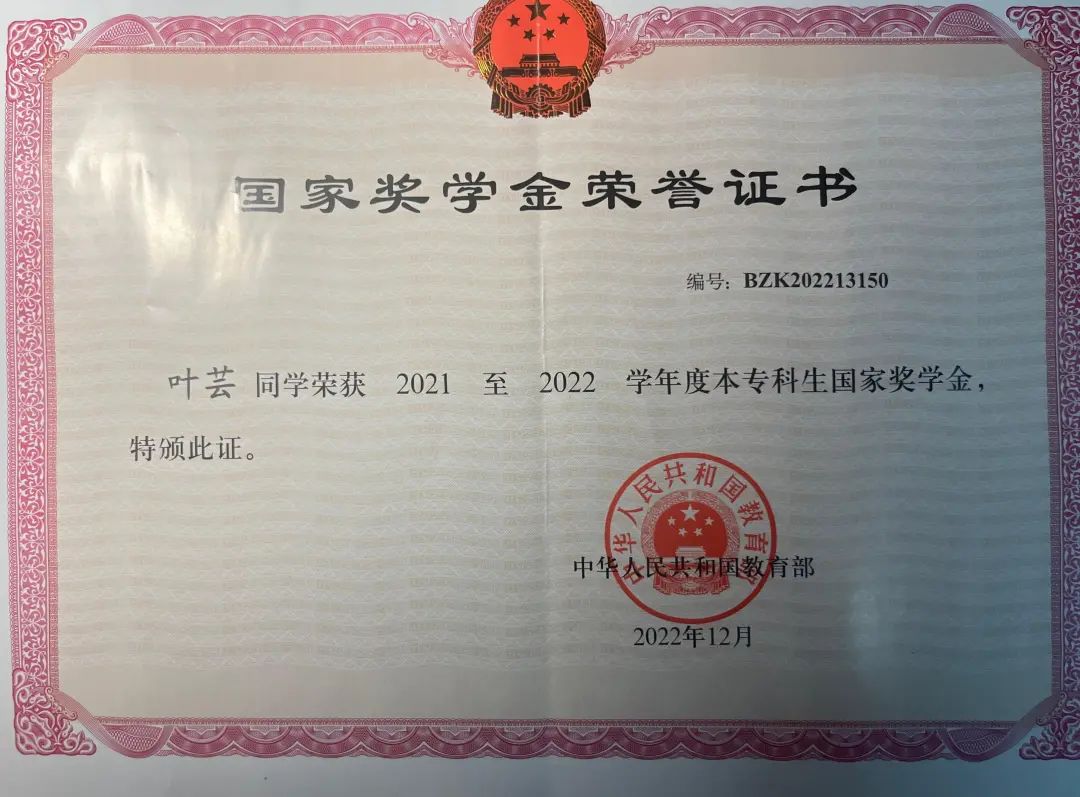 国家奖学金荣誉证书
编号：BZK202213150
叶芸 同学荣获 2021 至 2022 学年度本专科生国家奖学金，
特颁此证。
中华人民共和国教育部
中华人民共和国教育部
2022年12月